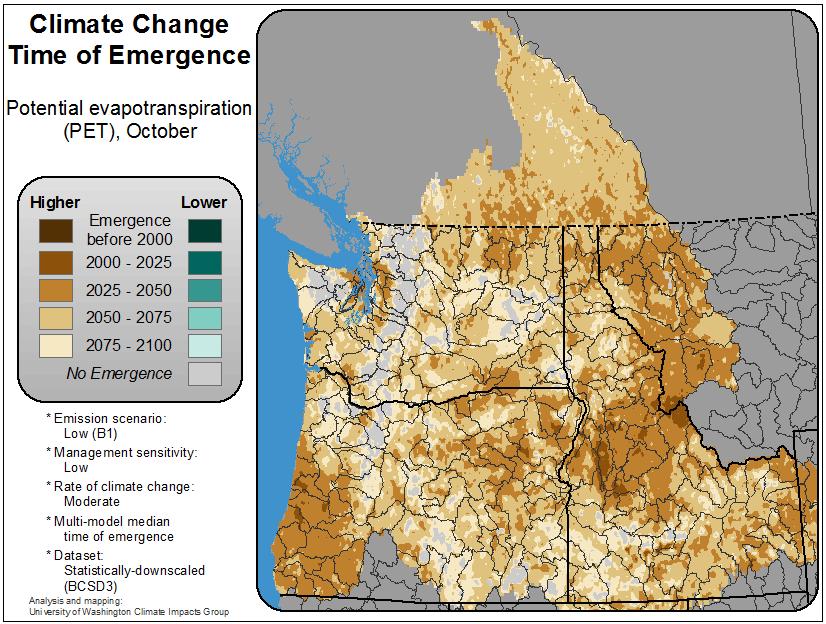 Climate Change
Time of Emergence
Potential evapotranspiration
(PET), October
Higher Lower
Emergence
before 2000
2000 - 2025
2025 - 2050
2050 - 2075
2075 - 2100
No Emergence
* Emission scenario:
Low (B1)
* Management sensitivity:
Low
* Rate of climate change:
Moderate
* Multi-model median
time of emergence
* Dataset:
Statistically-downscaled
(BCSD3)
Analysis and mapping:
University of Washington Climate Impacts Group